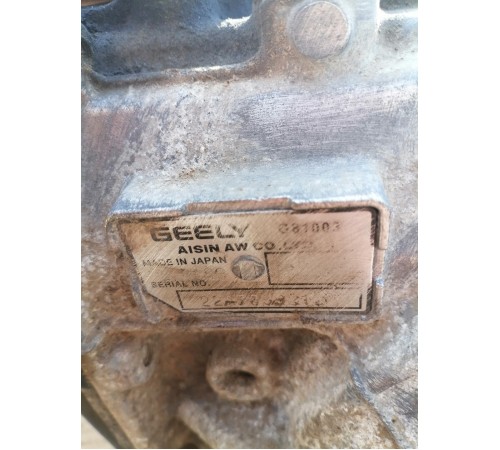 GEELY G81003
AISIN AW CO.,LTD
MADE IN JAPAN
SERIAL NO.